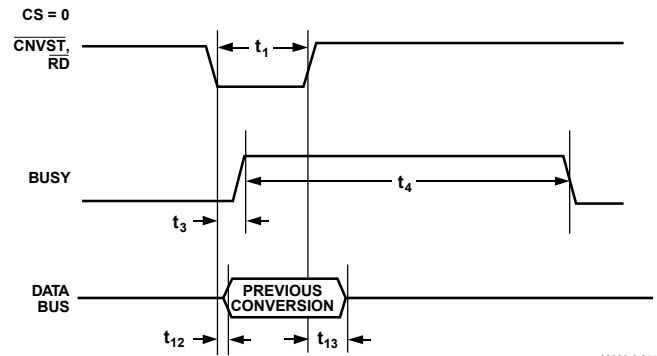 CS = 0
CNVST,
RD
t1
BUSY
t4
t3
DATA
BUS
PREVIOUS
CONVERSION
t12
t13